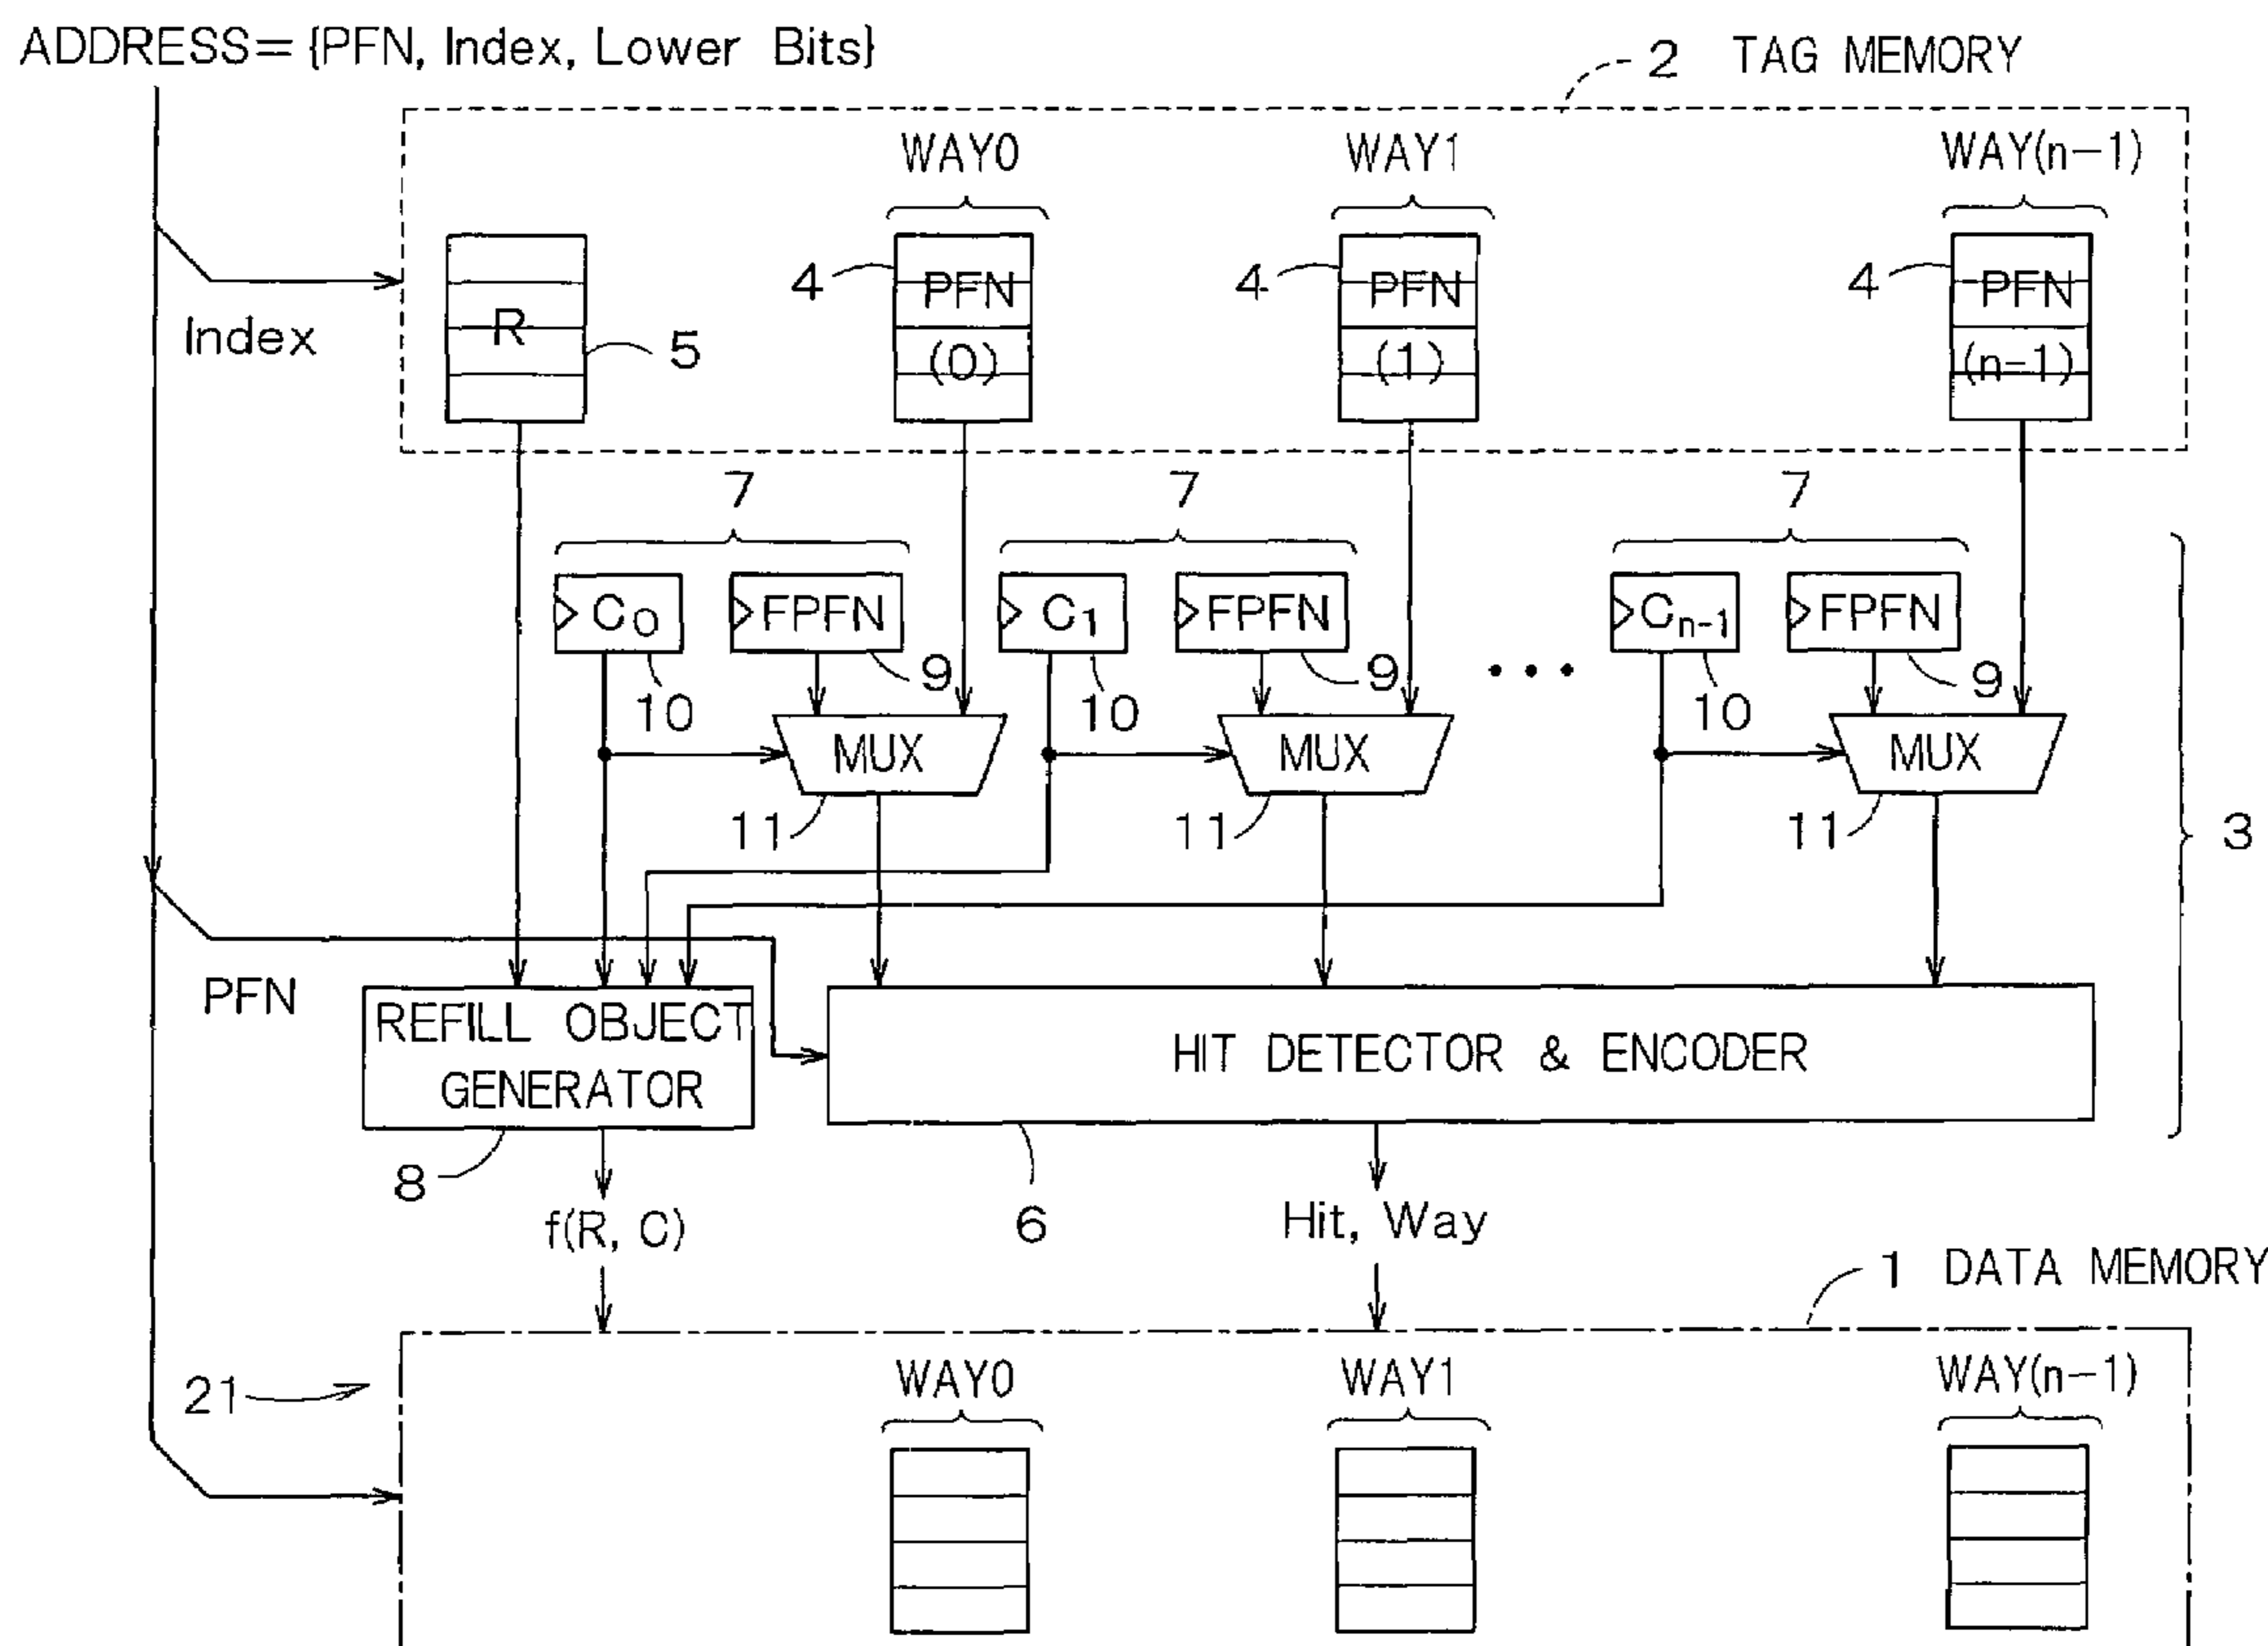 ADDRESS={PFN, Index, Lower Bits}
2 TAG MEMORY
WAY0 WAY1 WAY(n-1)
4 PFN 4 PFN 4 PFN
Index R 5 (0) (1) (n-1)
7 7 7
C0 FPFN C1 FPFN Cn-1 FPFN
10 9 10 9 ... 10 9
MUX MUX MUX
11 11 11 3
PFN
REFILL OBJECT GENERATOR
HIT DETECTOR & ENCODER
8 6
f(R, C) Hit, Way
1 DATA MEMORY
21
WAY0 WAY1 WAY(n-1)